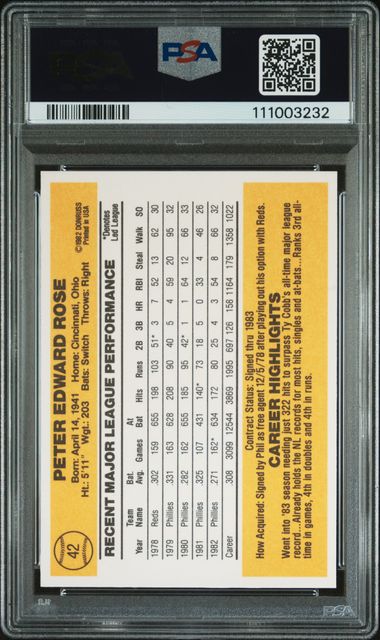 PSA
111003232
42
PETER EDWARD ROSE
©1982 DONRUSS
Printed in USA
Born: April 14, 1941 Home: Cincinnati, Ohio
Ht.: 5'11" Wgt.: 203 Bats: Switch Throws: Right
RECENT MAJOR LEAGUE PERFORMANCE
*Denotes
Led League
Year Team Name Bat. Avg. Games At Bat Hits Runs 2B 3B HR RBI Steal Walk SO
1978 Reds 302 159 655 198 103 51* 3 7 52 13 62 30
1979 Phillies 331 163 628 208 90 40 5 4 59 20 95 32
1980 Phillies 282 162 655 185 95 42* 1 1 64 12 66 33
1981 Phillies 325 107 431 140* 73 18 5 0 33 4 46 26
1982 Phillies 271 162* 634 172 80 25 4 3 54 8 66 32
Career 308 3099 12544 3869 1995 697 126 158 1164 179 1358 1022
Contract Status: Signed thru 1983
How Acquired: Signed by Phil as free agent 12/5/78 after playing out his option with Reds.
CAREER HIGHLIGHTS
Went into '83 season needing just 322 hits to surpass Ty Cobb's all-time major league
record...Already holds the NL records for most hits, singles and at-bats...Ranks 3rd all-
time in games, 4th in doubles and 4th in runs.
PSA